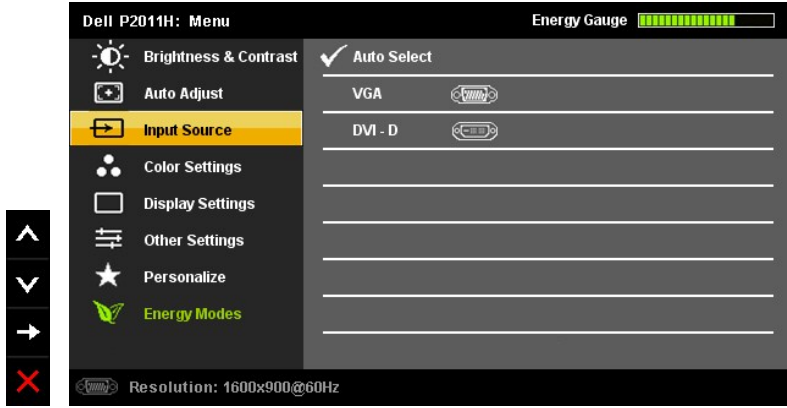 Dell P2011H: Menu Energy Gauge
Brightness & Contrast Auto Select
Auto Adjust VGA
Input Source DVI - D
Color Settings
Display Settings
Other Settings
Personalize
Energy Modes
Resolution: 1600x900@60Hz